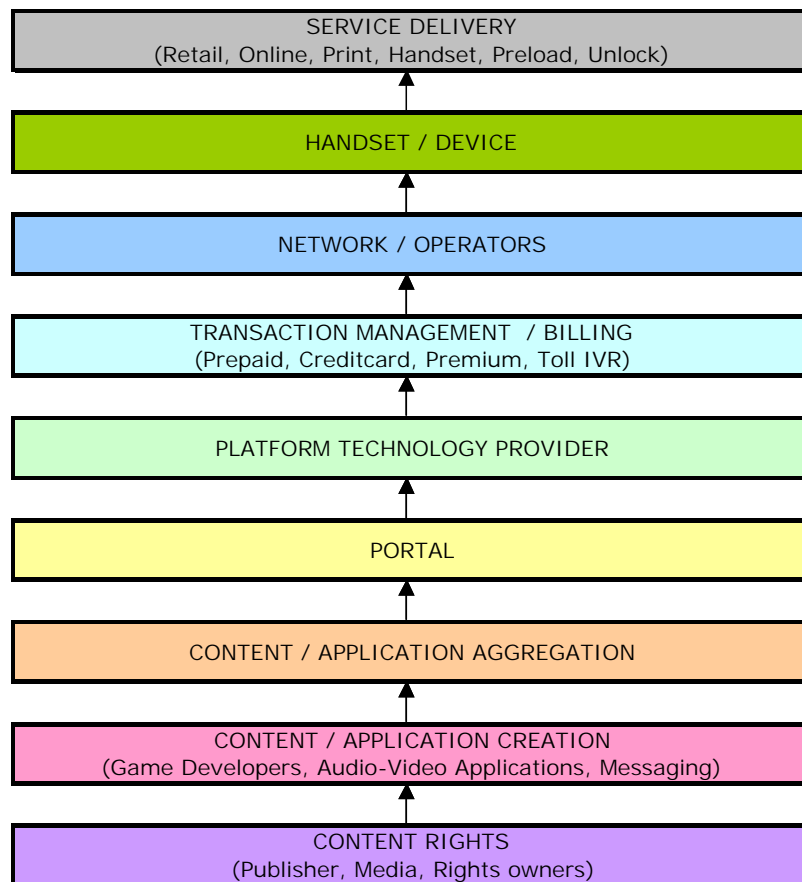 SERVICE DELIVERY
(Retail, Online, Print, Handset, Preload, Unlock)
HANDSET / DEVICE
NETWORK / OPERATORS
TRANSACTION MANAGEMENT / BILLING
(Prepaid, Creditcard, Premium, Toll IVR)
PLATFORM TECHNOLOGY PROVIDER
PORTAL
CONTENT / APPLICATION AGGREGATION
CONTENT / APPLICATION CREATION
(Game Developers, Audio-Video Applications, Messaging)
CONTENT RIGHTS
(Publisher, Media, Rights owners)